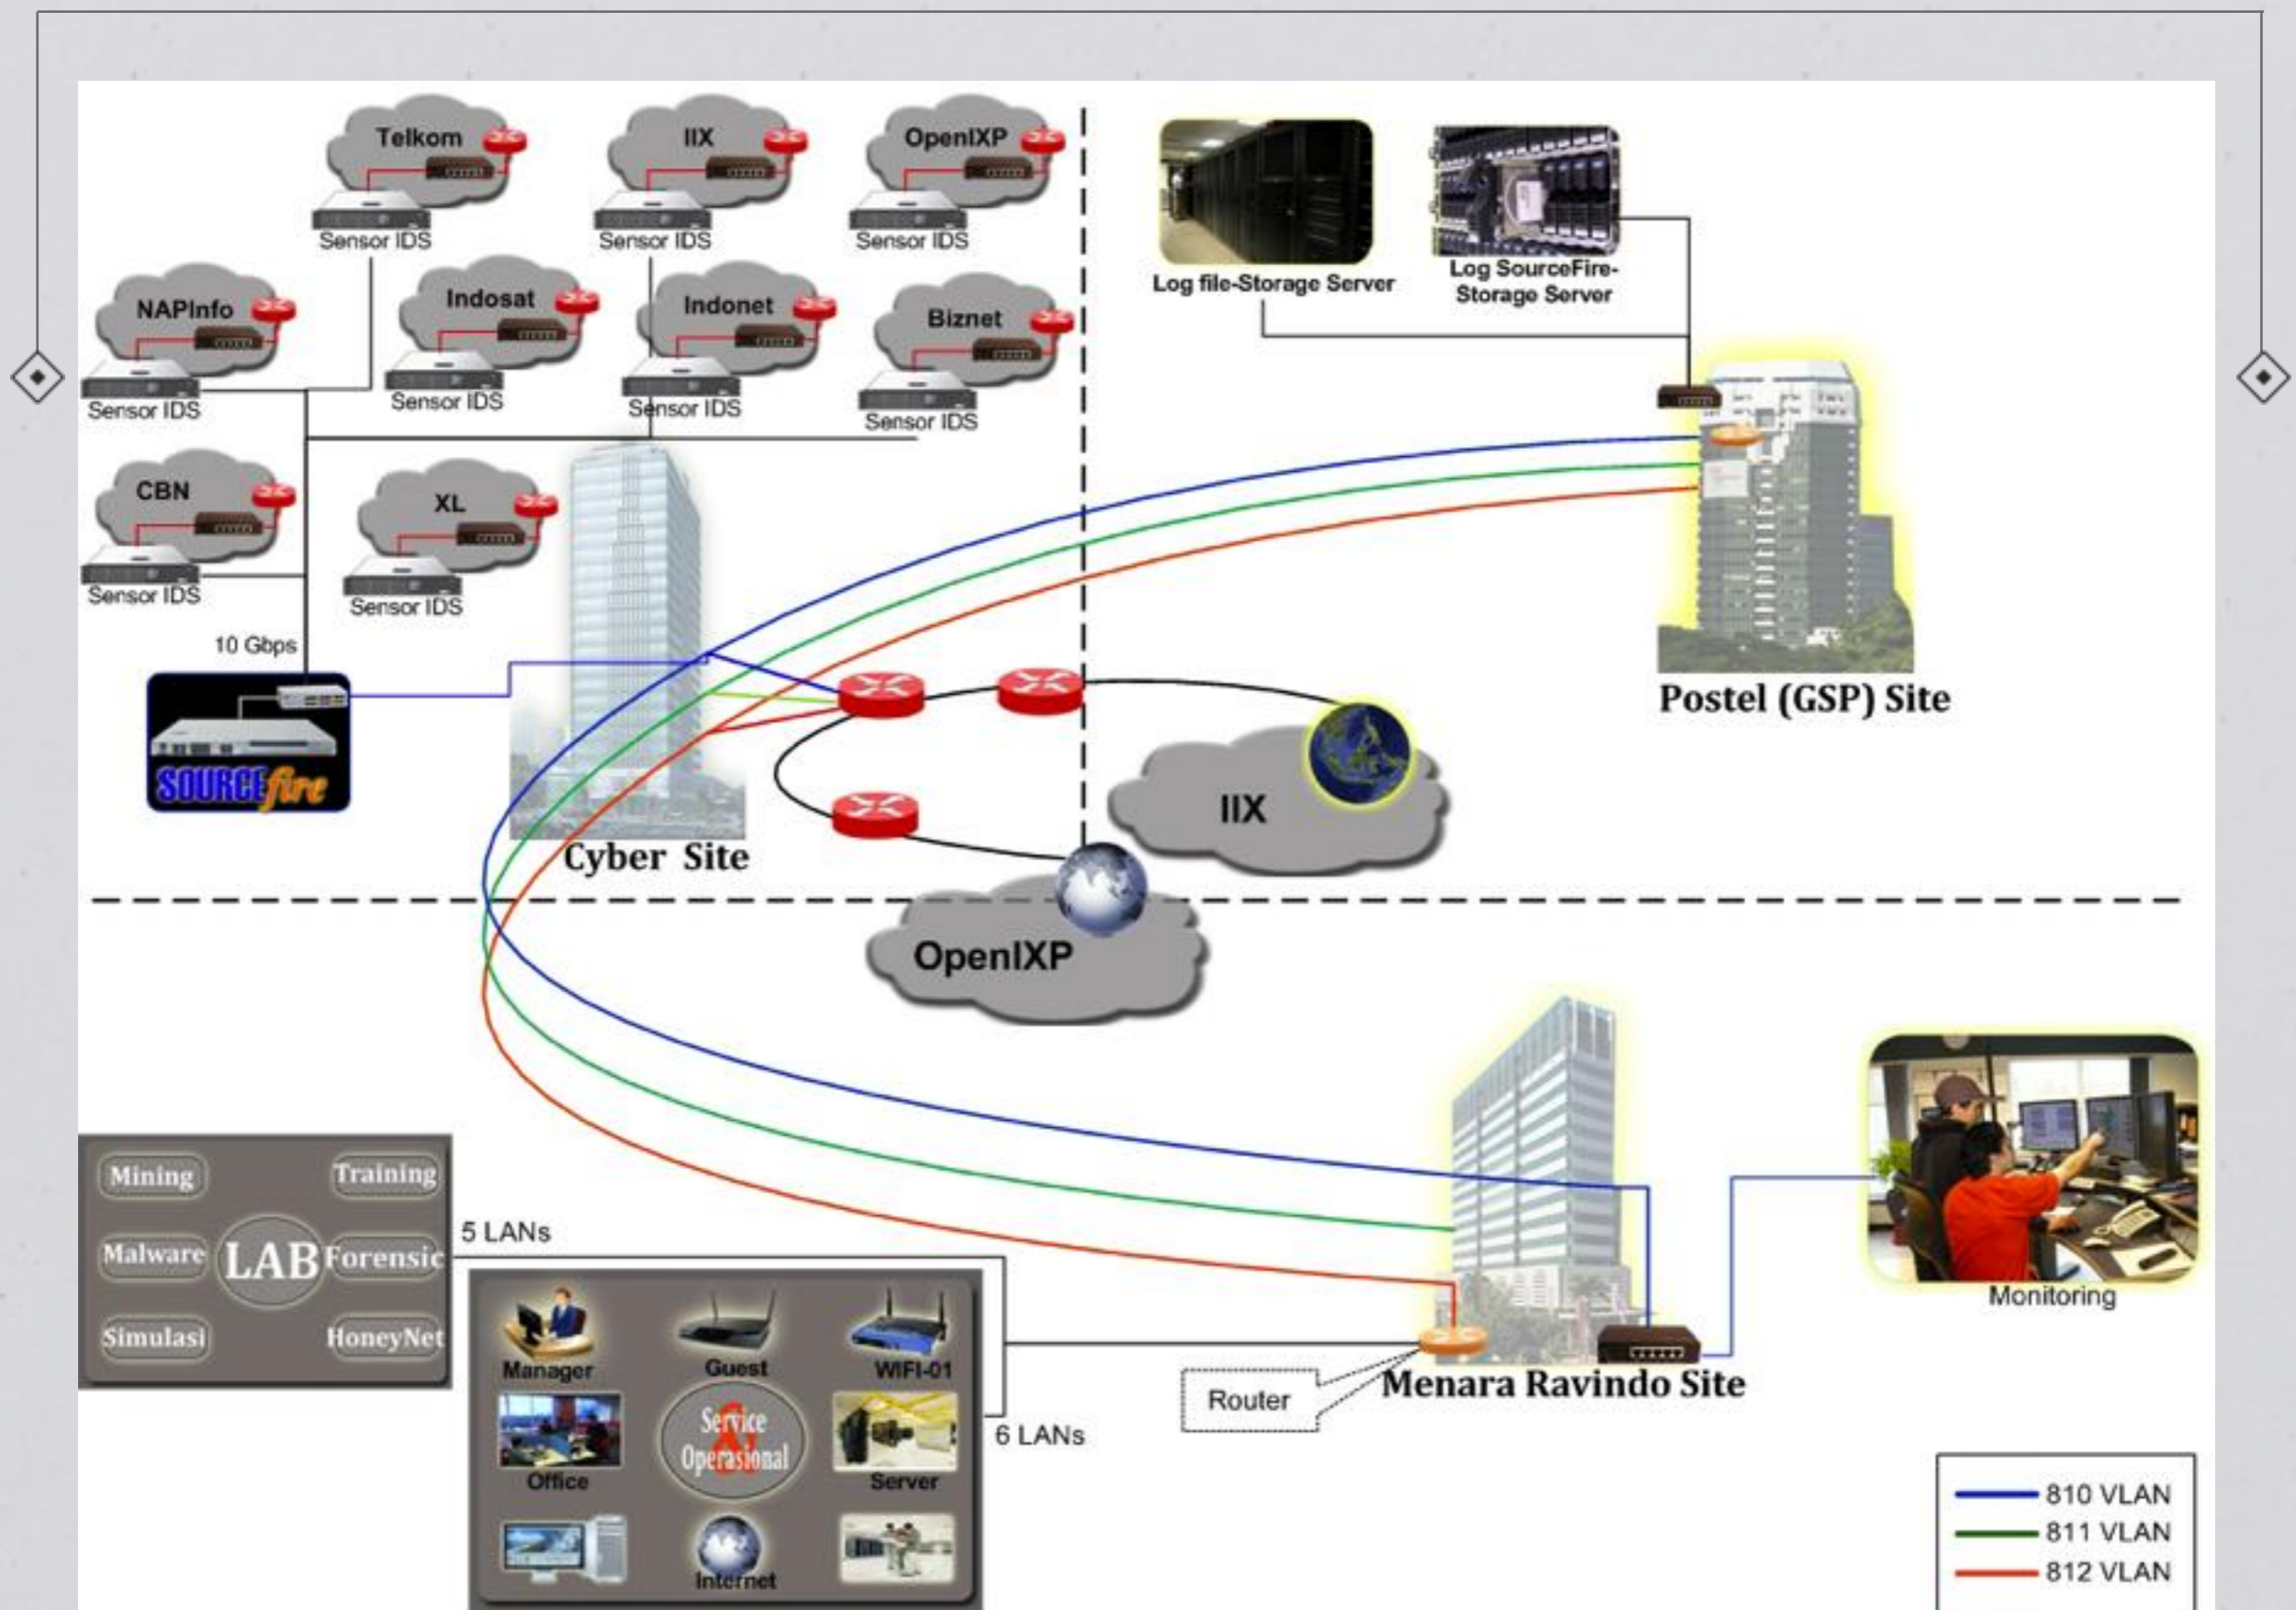 Telkom
Sensor IDS
IIX
Sensor IDS
OpenIXP
Sensor IDS
NAPInfo
Sensor IDS
Indosat
Sensor IDS
Indonet
Sensor IDS
Biznet
Sensor IDS
CBN
Sensor IDS
XL
Sensor IDS
10 Gbps
SOURCEfire
Cyber Site
Log file-Storage Server
Log SourceFire-
Storage Server
Postel (GSP) Site
IIX
OpenIXP
Mining
Training
Malware
LAB
Forensic
Simulasi
HoneyNet
5 LANs
Manager
Guest
WIFI-01
Office
Service
&
Operasional
Server
Internet
6 LANs
Router
Menara Ravindo Site
Monitoring
810 VLAN
811 VLAN
812 VLAN